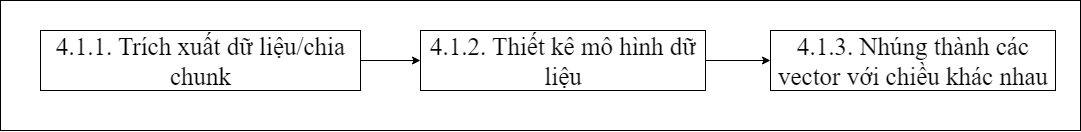 4.1.1. Trích xuất dữ liệu/chia
chunk
4.1.2. Thiết kê mô hình dữ
liệu
4.1.3. Nhúng thành các
vector với chiều khác nhau